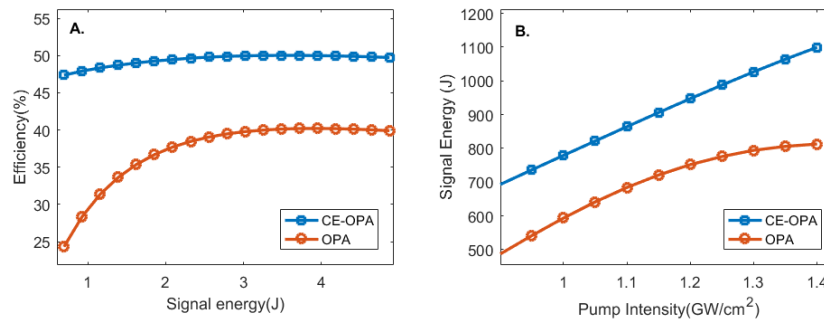 A.
55
50
45
40
35
30
25
Efficiency(%)
1
2
3
4
Signal energy(J)
CE-OPA
OPA
B.
1200
1100
1000
900
800
700
600
500
Signal Energy (J)
1
1.1
1.2
1.3
1.4
Pump Intensity(GW/cm²)
CE-OPA
OPA